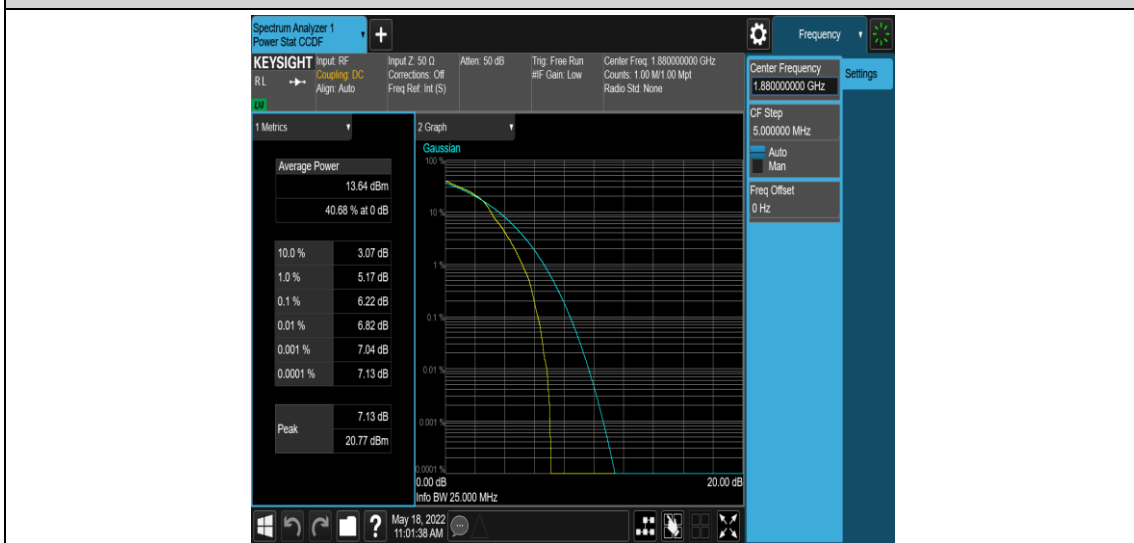 Spectrum Analyzer 1
Power Stat CCDF
Frequency
KEYSIGHT
RL
LXI
Input: RF
Coupling: DC
Align: Auto
Input Z: 50 Ω
Corrections: Off
Freq Ref: Int (S)
Atten: 50 dB
Trig: Free Run
#IF Gain: Low
Center Freq: 1.880000000 GHz
Counts: 1.00 M/1.00 Mpt
Radio Std: None
Center Frequency
1.880000000 GHz
Settings
CF Step
5.000000 MHz
Auto
Man
Freq Offset
0 Hz
1 Metrics
Average Power
13.64 dBm
40.68 % at 0 dB
10.0 % 3.07 dB
1.0 % 5.17 dB
0.1 % 6.22 dB
0.01 % 6.82 dB
0.001 % 7.04 dB
0.0001 % 7.13 dB
Peak
7.13 dB
20.77 dBm
2 Graph
Gaussian
100 %
10 %
1 %
0.1 %
0.01 %
0.001 %
0.0001 %
0.00 dB 20.00 dB
Info BW 25.000 MHz
?
May 18, 2022
11:01:38 AM